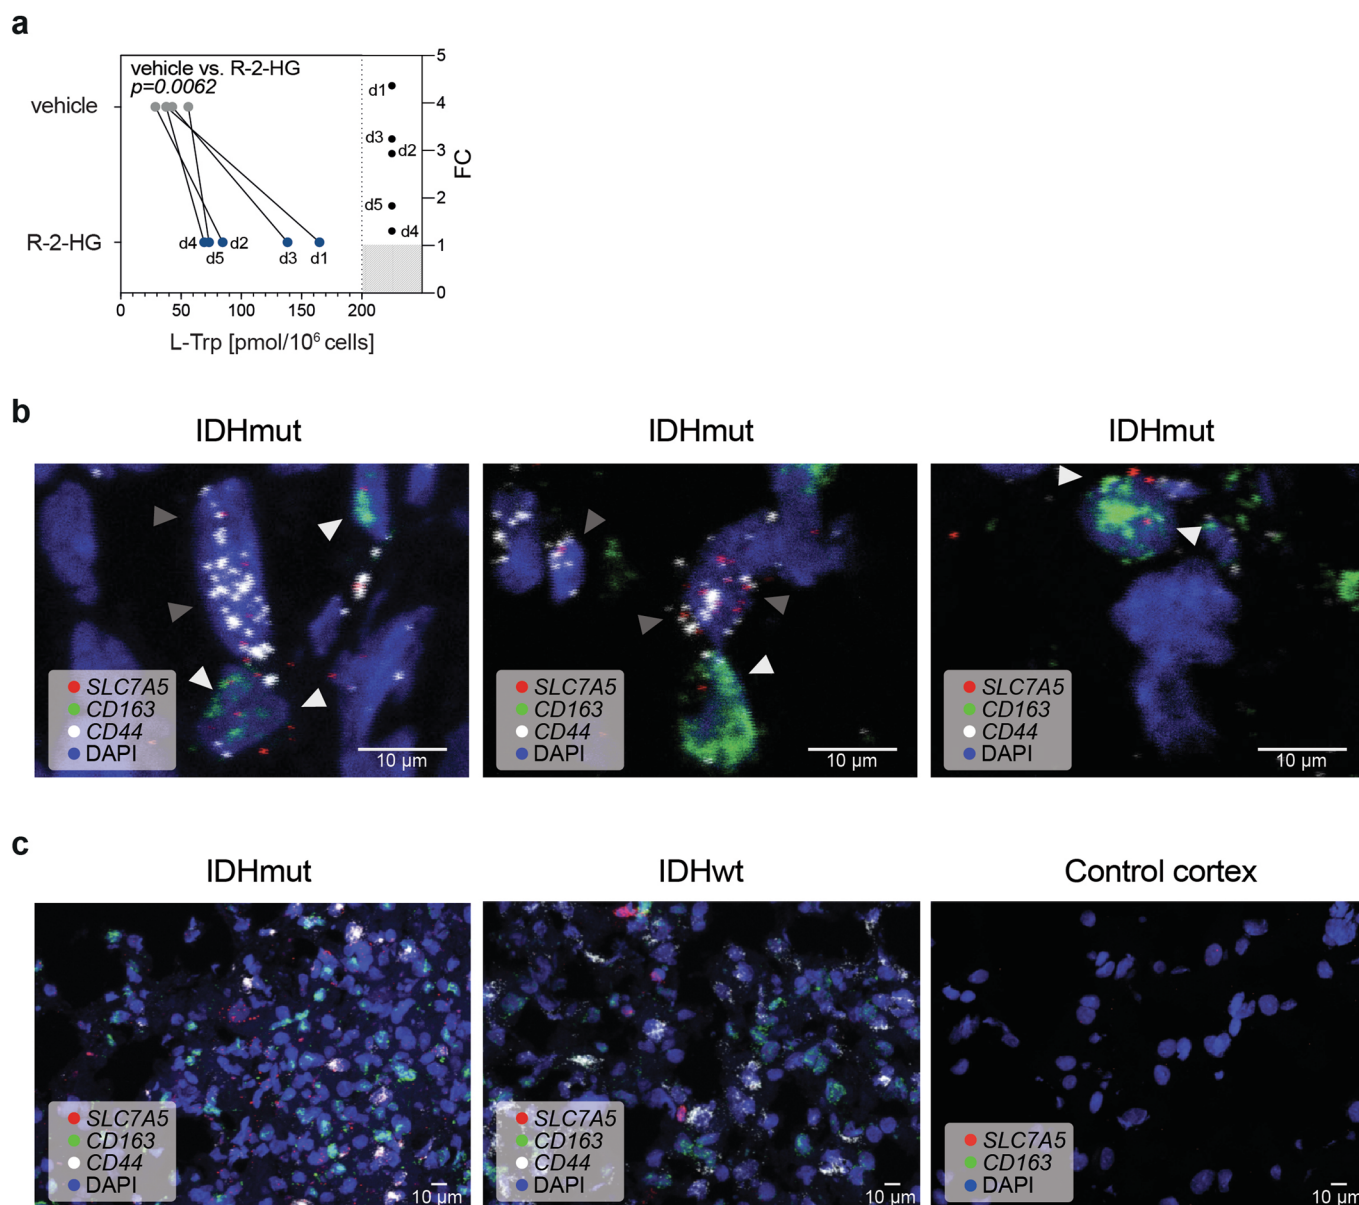 a
vehicle vs. R-2-HG
p=0.0062
vehicle
R-2-HG
d4
d5
d2
d3
d1
d1
d3
d2
d5
d4
5
4
3
2
1
0
FC
0 50 100 150 200
L-Trp [pmol/10⁶ cells]
b
IDHmut
IDHmut
IDHmut
SLC7A5
CD163
CD44
DAPI
10 µm
SLC7A5
CD163
CD44
DAPI
10 µm
SLC7A5
CD163
CD44
DAPI
10 µm
c
IDHmut
IDHwt
Control cortex
SLC7A5
CD163
CD44
DAPI
10 µm
SLC7A5
CD163
CD44
DAPI
10 µm
SLC7A5
CD163
DAPI
10 µm